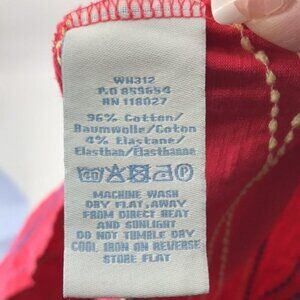 WH312
P.O 859654
RN 118027
96% Cotton/
Baumwolle/Coton
4% Elastane/
Elasthan/Elasthanne
40
MACHINE WASH
DRY FLAT, AWAY
FROM DIRECT HEAT
AND SUNLIGHT
DO NOT TUMBLE DRY
COOL IRON ON REVERSE
STORE FLAT